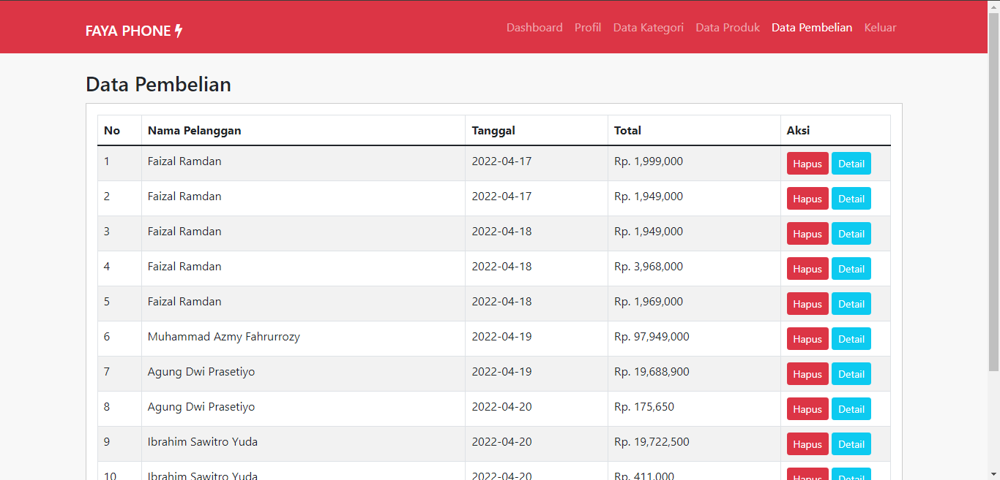 FAYA PHONE
Dashboard Profil Data Kategori Data Produk Data Pembelian Keluar
Data Pembelian
No Nama Pelanggan Tanggal Total Aksi
1 Faizal Ramdan 2022-04-17 Rp. 1,999,000 Hapus Detail
2 Faizal Ramdan 2022-04-17 Rp. 1,949,000 Hapus Detail
3 Faizal Ramdan 2022-04-18 Rp. 1,949,000 Hapus Detail
4 Faizal Ramdan 2022-04-18 Rp. 3,968,000 Hapus Detail
5 Faizal Ramdan 2022-04-18 Rp. 1,969,000 Hapus Detail
6 Muhammad Azmy Fahrurrozy 2022-04-19 Rp. 97,949,000 Hapus Detail
7 Agung Dwi Prasetiyo 2022-04-19 Rp. 19,688,900 Hapus Detail
8 Agung Dwi Prasetiyo 2022-04-20 Rp. 175,650 Hapus Detail
9 Ibrahim Sawitro Yuda 2022-04-20 Rp. 19,722,500 Hapus Detail
10 Ibrahim Sawitro Yuda 2022-04-20 Rp. 411,000 Hapus Detail